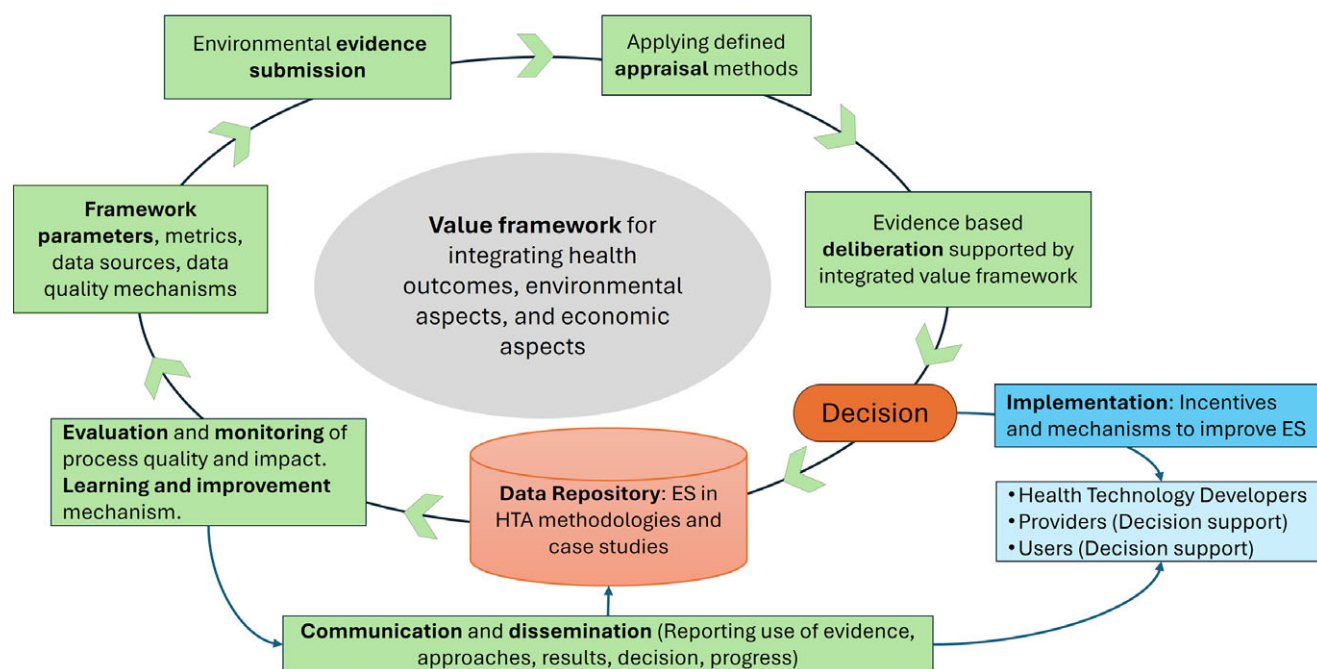 Environmental evidence
submission
Applying defined
appraisal methods
Framework
parameters, metrics,
data sources, data
quality mechanisms
Value framework for
integrating health
outcomes, environmental
aspects, and economic
aspects
Evidence based
deliberation supported by
integrated value framework
Decision
Implementation: Incentives
and mechanisms to improve ES
Evaluation and monitoring of
process quality and impact.
Learning and improvement
mechanism.
Data Repository: ES in
HTA methodologies and
case studies
• Health Technology Developers
• Providers (Decision support)
• Users (Decision support)
Communication and dissemination (Reporting use of evidence,
approaches, results, decision, progress)